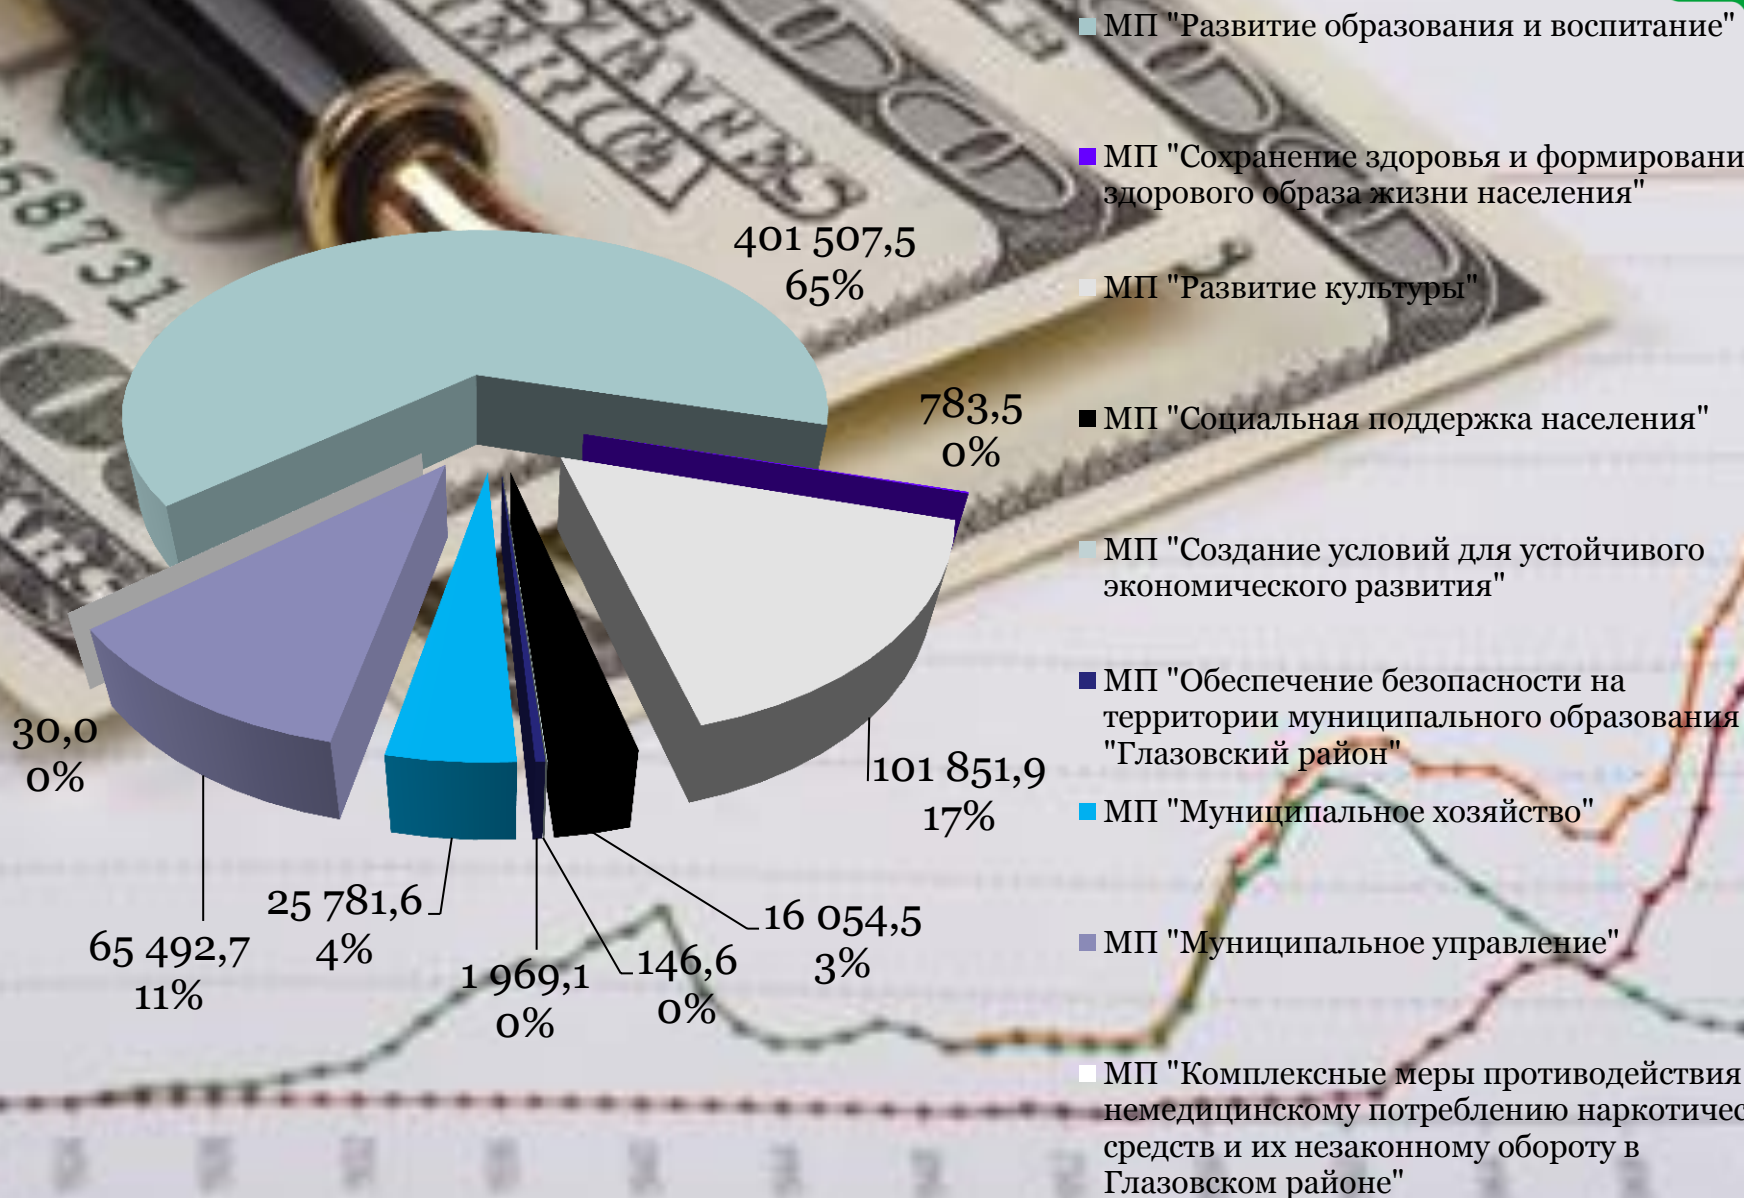 401 507,5
65%
783,5
0%
101 851,9
17%
16 054,5
3%
146,6
0%
1 969,1
0%
25 781,6
4%
65 492,7
11%
30,0
0%
МП "Развитие образования и воспитание"
МП "Сохранение здоровья и
здорового образа жизни населения"
МП "Развитие культуры"
МП "Социальная поддержка населения"
МП "Создание условий для устойчивого
экономического развития"
МП "Обеспечение безопасности на
территории муниципального образования
"Глазовский район"
МП "Муниципальное хозяйство"
МП "Муниципальное управление"
МП "Комплексные меры противодействия
немедицинскому потреблению
средств и их незаконному обороту в
Глазовском районе"
68731